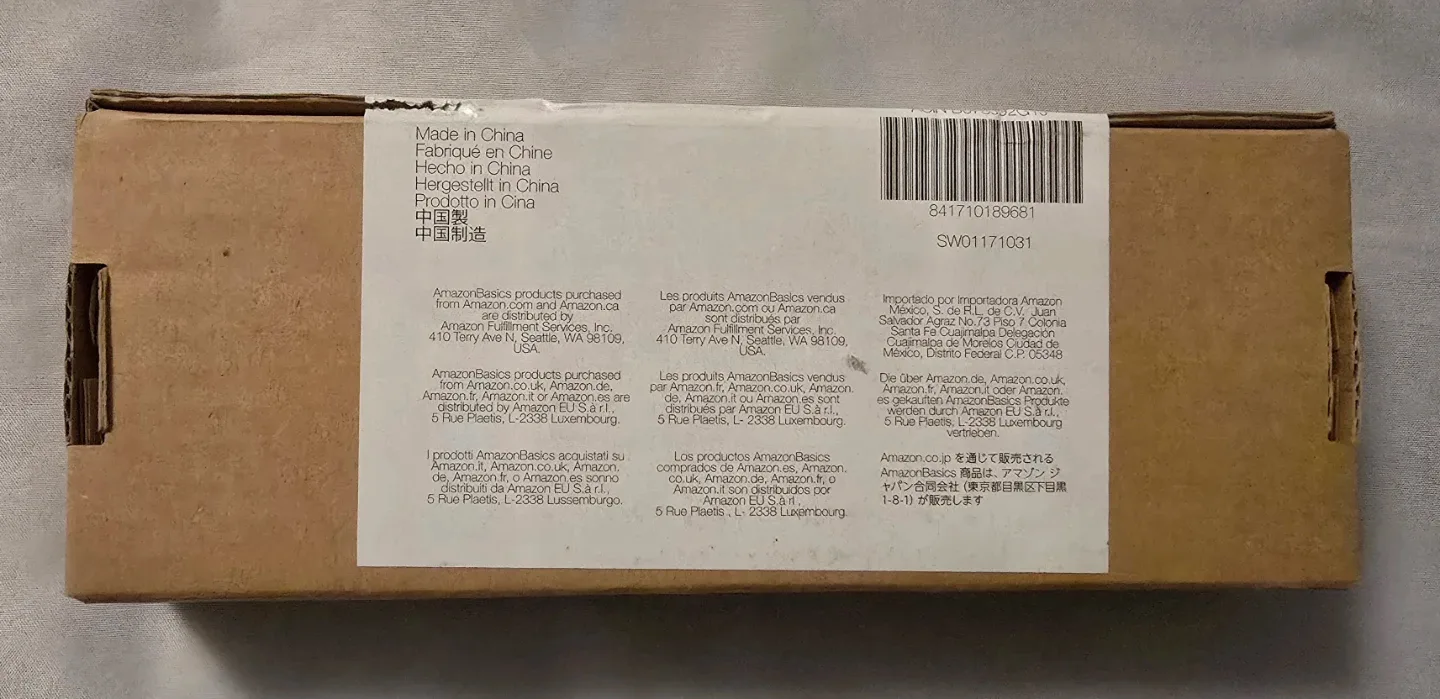 Made in China
Fabriqué en Chine
Hecho in China
Hergestellt in China
Prodotto in Cina
中国製
中国制造
841710189681
SW01171031
AmazonBasics products purchased
from Amazon.com and Amazon.ca
are distributed by
Amazon Fulfillment Services, Inc.
410 Terry Ave N, Seattle, WA 98109,
USA.
Les produits AmazonBasics vendus
par Amazon.com ou Amazon.ca
sont distribués par
Amazon Fulfillment Services, Inc.
410 Terry Ave N, Seattle, WA 98109,
USA.
Importado por Importadora Amazon
México, S. de R.L. de C.V. Juan
Salvador Agraz No.73 Piso 7 Colonia
Santa Fe Cuajimalpa Delegación
Cuajimalpa de Morelos Ciudad de
México, Distrito Federal C.P. 05348
AmazonBasics products purchased
from Amazon.co.uk, Amazon.de,
Amazon.fr, Amazon.it or Amazon.es are
distributed by Amazon EU S.à r.l.,
5 Rue Plaetis, L-2338 Luxembourg.
Les produits AmazonBasics vendus
par Amazon.fr, Amazon.co.uk, Amazon.
de, Amazon.it ou Amazon.es sont
distribués par Amazon EU S.à r.l.,
5 Rue Plaetis, L- 2338 Luxembourg.
Die über Amazon.de, Amazon.co.uk,
Amazon.fr, Amazon.it oder Amazon.
es gekauften AmazonBasics Produkte
werden durch Amazon EU S.à r.l.,
5 Rue Plaetis, L-2338 Luxembourg
vertrieben.
I prodotti AmazonBasics acquistati su
Amazon.it, Amazon.co.uk, Amazon.
de, Amazon.fr, o Amazon.es sonno
distribuiti da Amazon EU S.à r.l.,
5 Rue Plaetis, L-2338 Lussemburgo.
Los productos AmazonBasics
comprados de Amazon.es, Amazon.
co.uk, Amazon.de, Amazon.fr, o
Amazon.it son distribuidos por
Amazon EU S.à rl ,
5 Rue Plaetis , L- 2338 Luxembourg.
Amazon.co.jp を通じて販売される
AmazonBasics 商品は、アマゾン ジ
ャパン合同会社 (東京都目黒区下目黒
1-8-1) が販売します